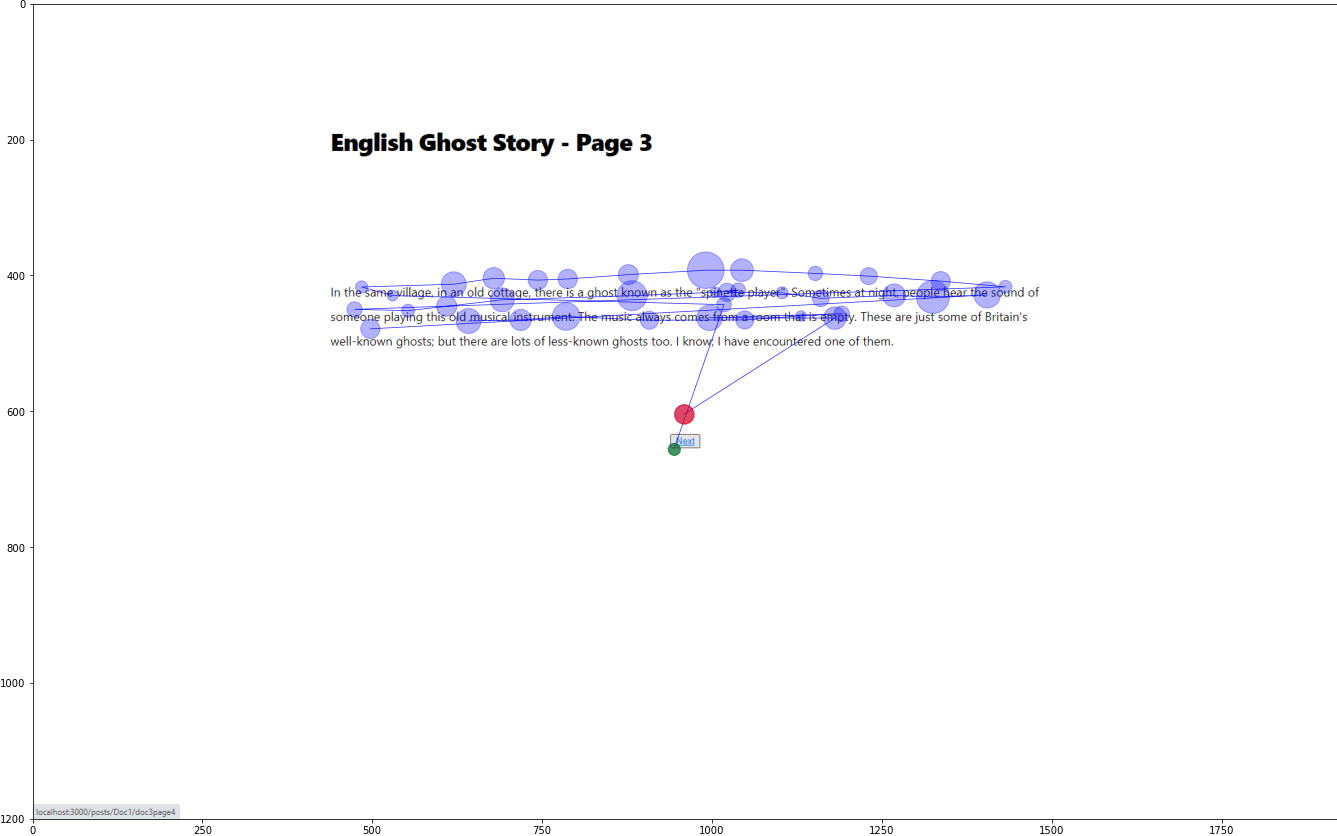 0
200
400
600
800
1000
1200
English Ghost Story - Page 3
In the same village, in an old cottage, there is a ghost known as the "spinette player". Sometimes at night, people hear the sound of
someone playing this old musical instrument. The music always comes from a room that is empty. These are just some of Britain's
well-known ghosts; but there are lots of less-known ghosts too. I know; I have encountered one of them.
Next
localhost:3000/posts/Doc1/doc3page4
0 250 500 750 1000 1250 1500 1750